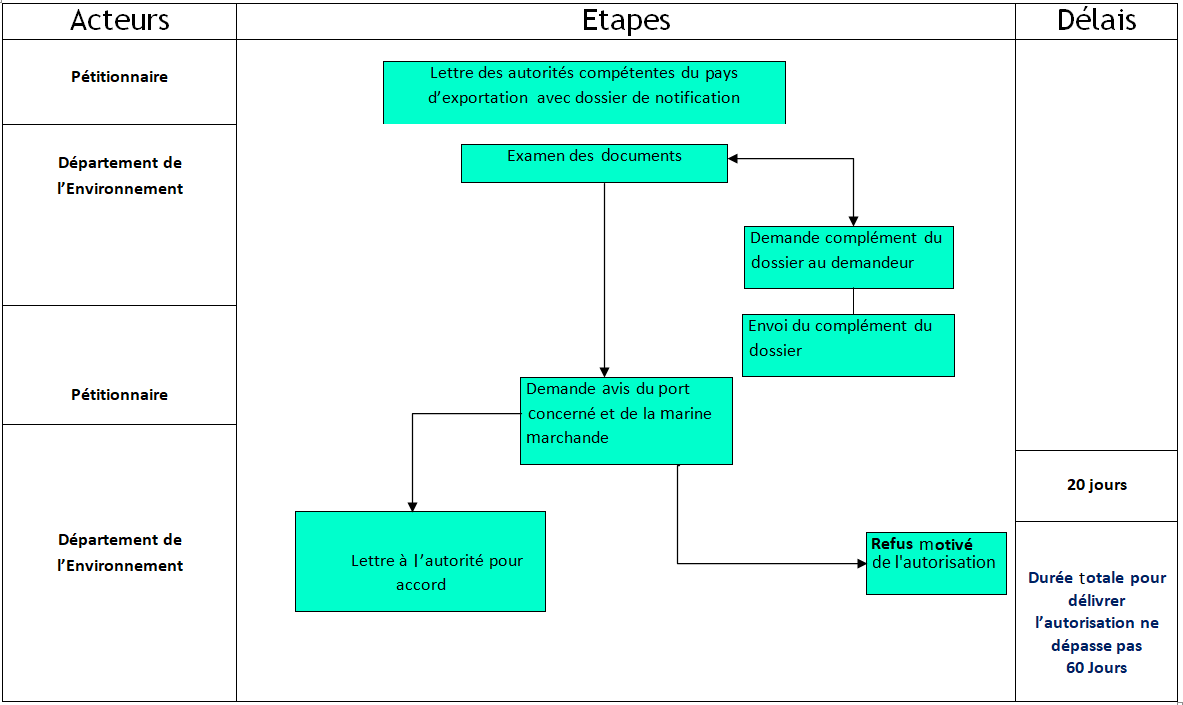 Acteurs
Etapes
Délais
Pétitionnaire
Lettre des autorités compétentes du pays
d’exportation avec dossier de notification
Département de
l’Environnement
Examen des documents
Demande complément du
dossier au demandeur
Envoi du complément du
dossier
Pétitionnaire
Demande avis du port
concerné et de la marine
marchande
20 jours
Département de
l’Environnement
Lettre à l’autorité pour
accord
Refus motivé
de l'autorisation
Durée totale pour
délivrer
l’autorisation ne
dépasse pas
60 Jours